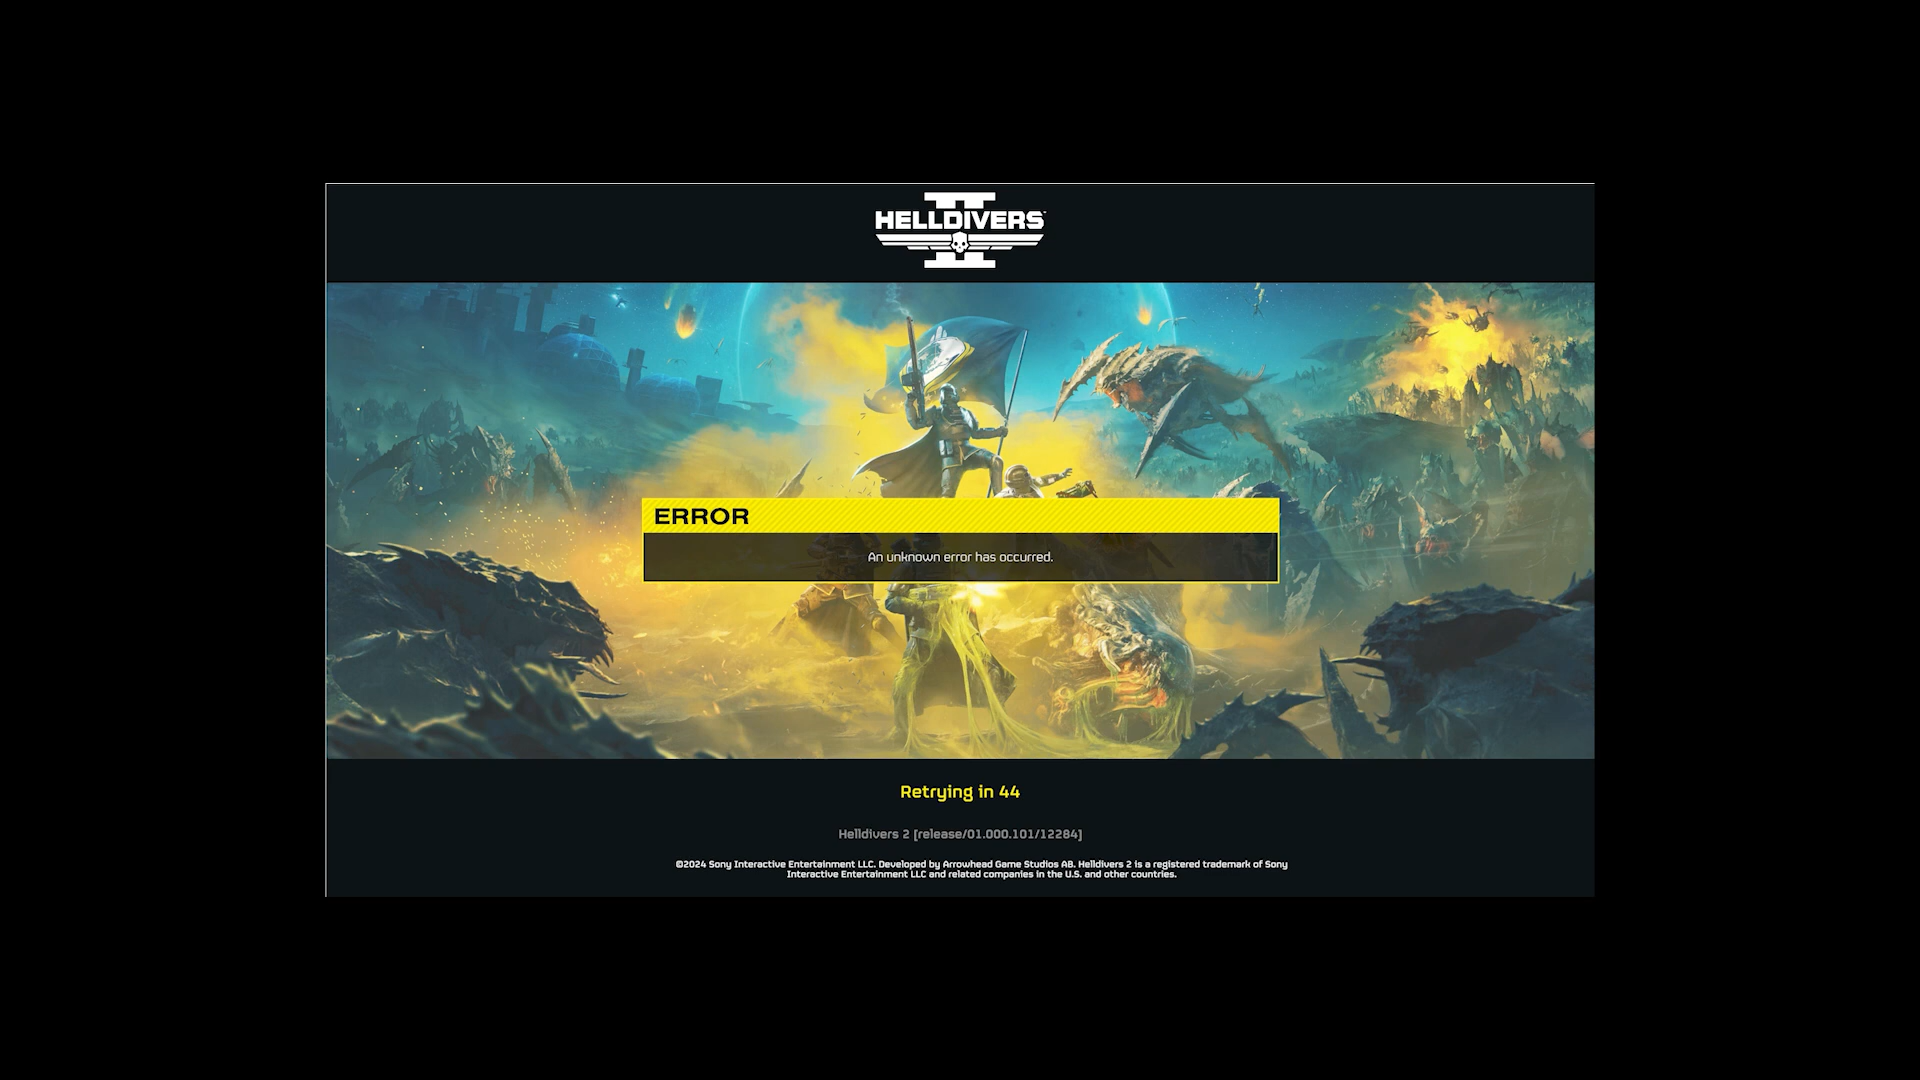 HELLDIVERS
II
ERROR
An unknown error has occurred.
Retrying in 44
Helldivers 2 [release/01.000.101/12284]
©2024 Sony Interactive Entertainment LLC. Developed by Arrowhead Game Studios AB. Helldivers 2 is a registered trademark of Sony
Interactive Entertainment LLC and related companies in the U.S. and other countries.